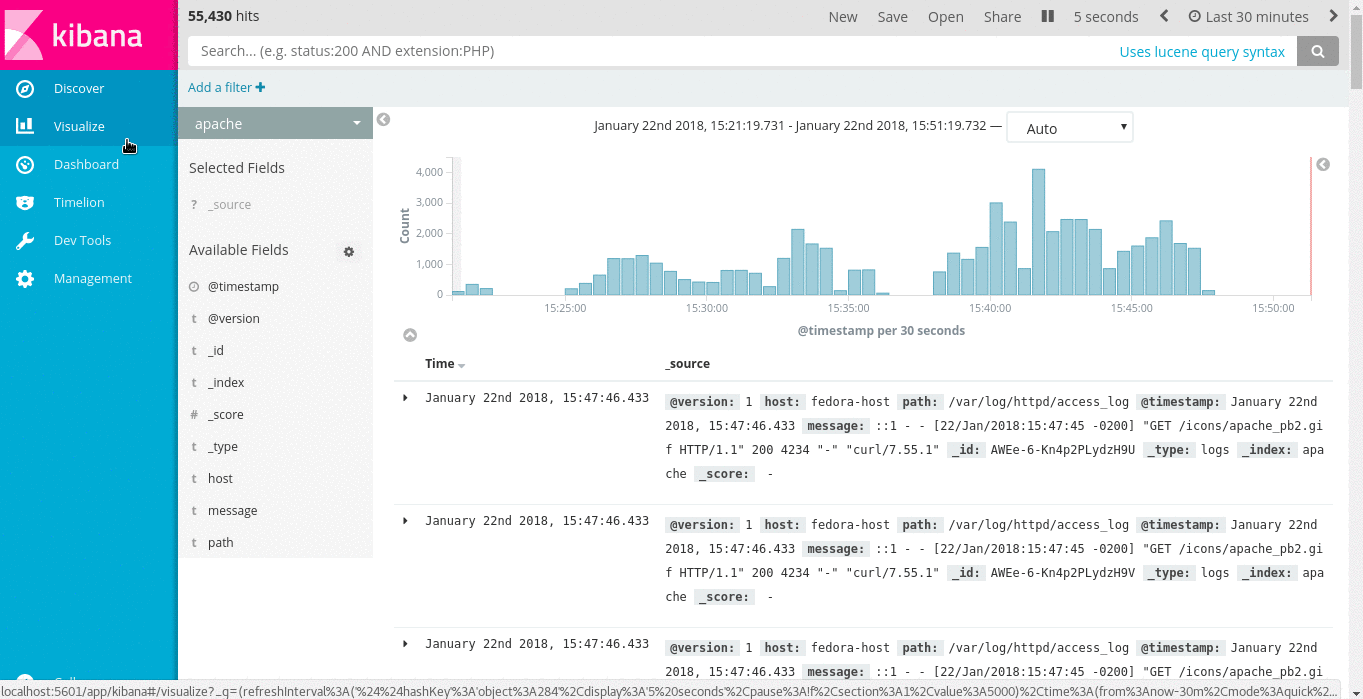 kibana
Discover
Visualize
Dashboard
Timelion
Dev Tools
Management
55,430 hits
New Save Open Share 5 seconds Last 30 minutes
Search... (e.g. status:200 AND extension:PHP) Uses lucene query syntax
Add a filter
apache
Selected Fields
? _source
Available Fields
@timestamp
t @version
t _id
t _index
# _score
t _type
t host
t message
t path
January 22nd 2018, 15:21:19.731 - January 22nd 2018, 15:51:19.732 — Auto
Count
4,000
3,000
2,000
1,000
0
15:25:00 15:30:00 15:35:00 15:40:00 15:45:00 15:50:00
@timestamp per 30 seconds
Time _source
January 22nd 2018, 15:47:46.433 @version: 1 host: fedora-host path: /var/log/httpd/access_log @timestamp: January 22nd
2018, 15:47:46.433 message: ::1 - - [22/Jan/2018:15:47:45 -0200] "GET /icons/apache_pb2.gi
f HTTP/1.1" 200 4234 "-" "curl/7.55.1" _id: AWEe-6-Kn4p2PLydzH9U _type: logs _index: apa
che _score: -
January 22nd 2018, 15:47:46.433 @version: 1 host: fedora-host path: /var/log/httpd/access_log @timestamp: January 22nd
2018, 15:47:46.433 message: ::1 - - [22/Jan/2018:15:47:45 -0200] "GET /icons/apache_pb2.gi
f HTTP/1.1" 200 4234 "-" "curl/7.55.1" _id: AWEe-6-Kn4p2PLydzH9V _type: logs _index: apa
che _score: -
January 22nd 2018, 15:47:46.433 @version: 1 host: fedora-host path: /var/log/httpd/access_log @timestamp: January 22nd
2018, 15:47:46.433 message: ::1 - - [22/Jan/2018:15:47:45 -0200] "GET /icons/apache_pb2.gi
localhost:5601/app/kibana#/visualize?_q=(refreshInterval%3A('%24%24hashKey'%3A'object%3A284'%2Cdisplay%3A'5%20seconds'%2Cpause%3A!f%2Csection%3A1%2Cvalue%3A5000)%2Ctime%3A(from%3Anow-30m%2Cmode%3Aquick%2...